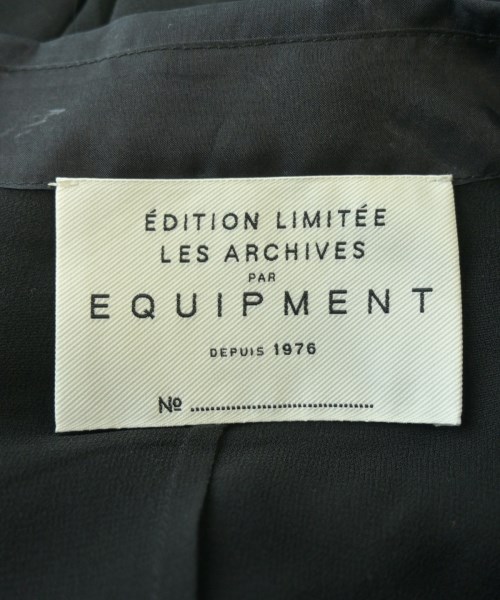 ÉDITION LIMITÉE
LES ARCHIVES
PAR
EQUIPMENT
DEPUIS 1976
Nº ........................................